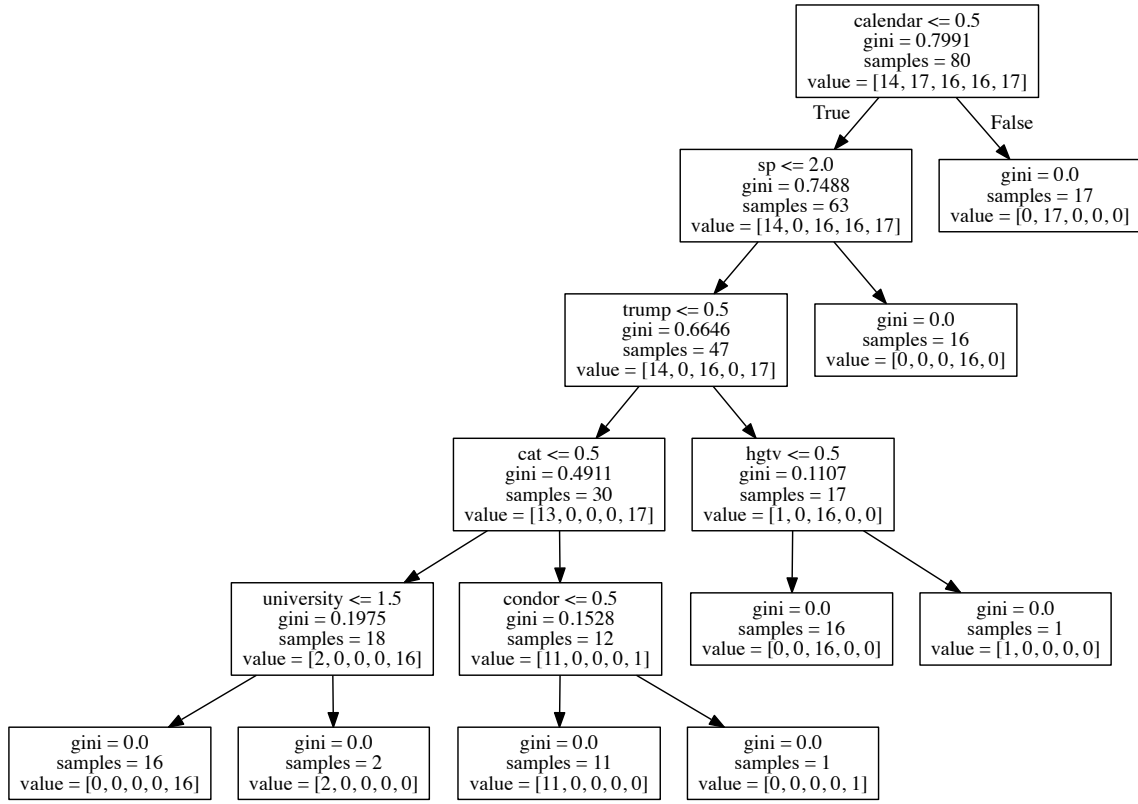 calendar <= 0.5
gini = 0.7991
samples = 80
value = [14, 17, 16, 16, 17]
True
False
sp <= 2.0
gini = 0.7488
samples = 63
value = [14, 0, 16, 16, 17]
gini = 0.0
samples = 17
value = [0, 17, 0, 0, 0]
trump <= 0.5
gini = 0.6646
samples = 47
value = [14, 0, 16, 0, 17]
gini = 0.0
samples = 16
value = [0, 0, 0, 16, 0]
cat <= 0.5
gini = 0.4911
samples = 30
value = [13, 0, 0, 0, 17]
hgtv <= 0.5
gini = 0.1107
samples = 17
value = [1, 0, 16, 0, 0]
university <= 1.5
gini = 0.1975
samples = 18
value = [2, 0, 0, 0, 16]
condor <= 0.5
gini = 0.1528
samples = 12
value = [11, 0, 0, 0, 1]
gini = 0.0
samples = 16
value = [0, 0, 16, 0, 0]
gini = 0.0
samples = 1
value = [1, 0, 0, 0, 0]
gini = 0.0
samples = 16
value = [0, 0, 0, 0, 16]
gini = 0.0
samples = 2
value = [2, 0, 0, 0, 0]
gini = 0.0
samples = 11
value = [11, 0, 0, 0, 0]
gini = 0.0
samples = 1
value = [0, 0, 0, 0, 1]